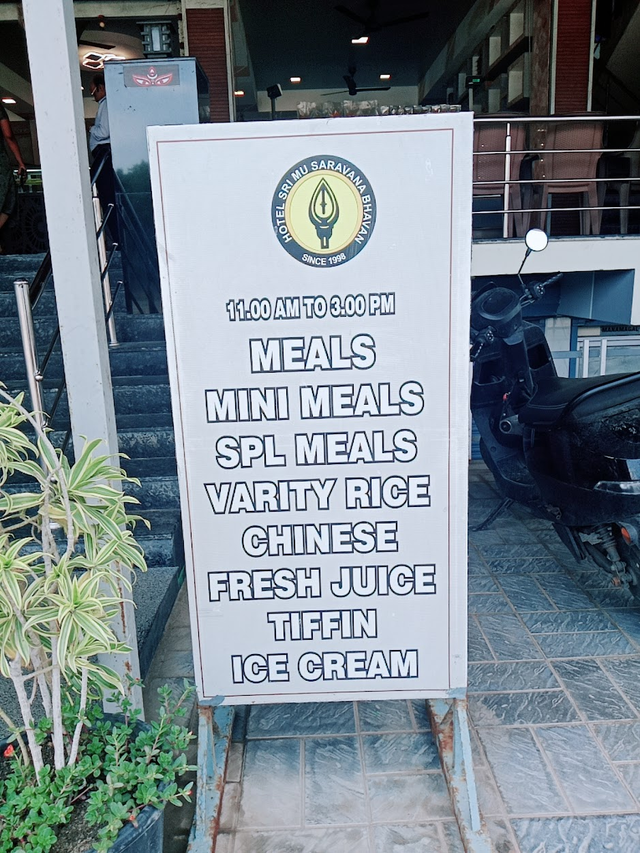 HOTEL SRI MU SARAVANA BHAVAN
SINCE 1998
11.00 AM TO 3.00 PM
MEALS
MINI MEALS
SPL MEALS
VARITY RICE
CHINESE
FRESH JUICE
TIFFIN
ICE CREAM